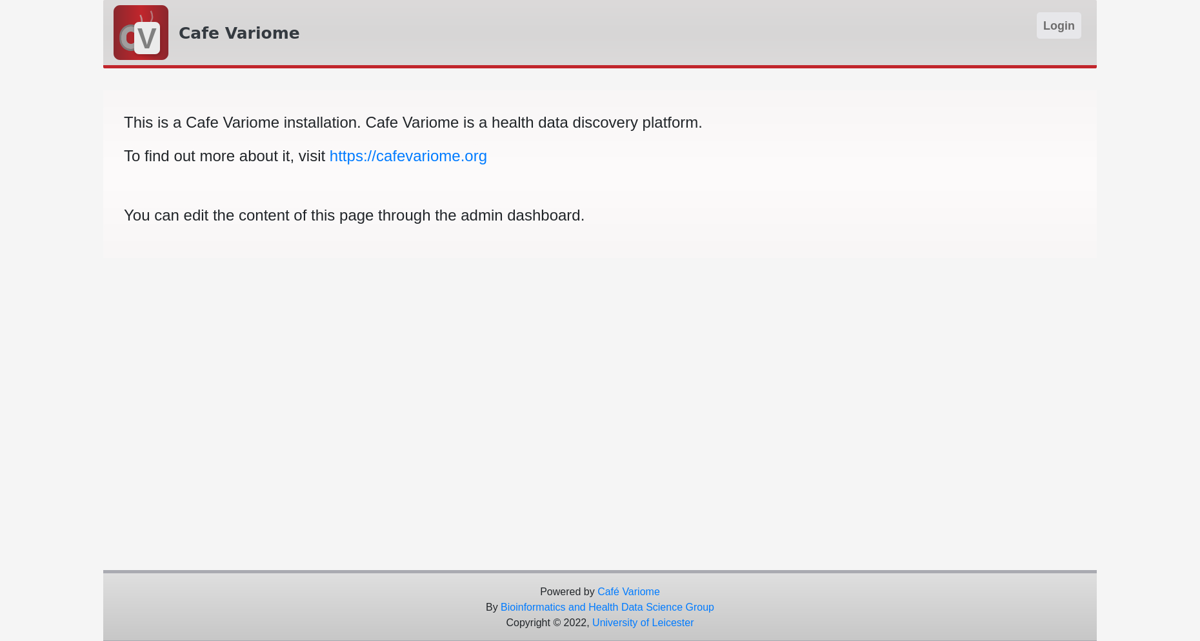 CV
Cafe Variome
Login
This is a Cafe Variome installation. Cafe Variome is a health data discovery platform.
To find out more about it, visit https://cafevariome.org
You can edit the content of this page through the admin dashboard.
Powered by Café Variome
By Bioinformatics and Health Data Science Group
Copyright © 2022, University of Leicester